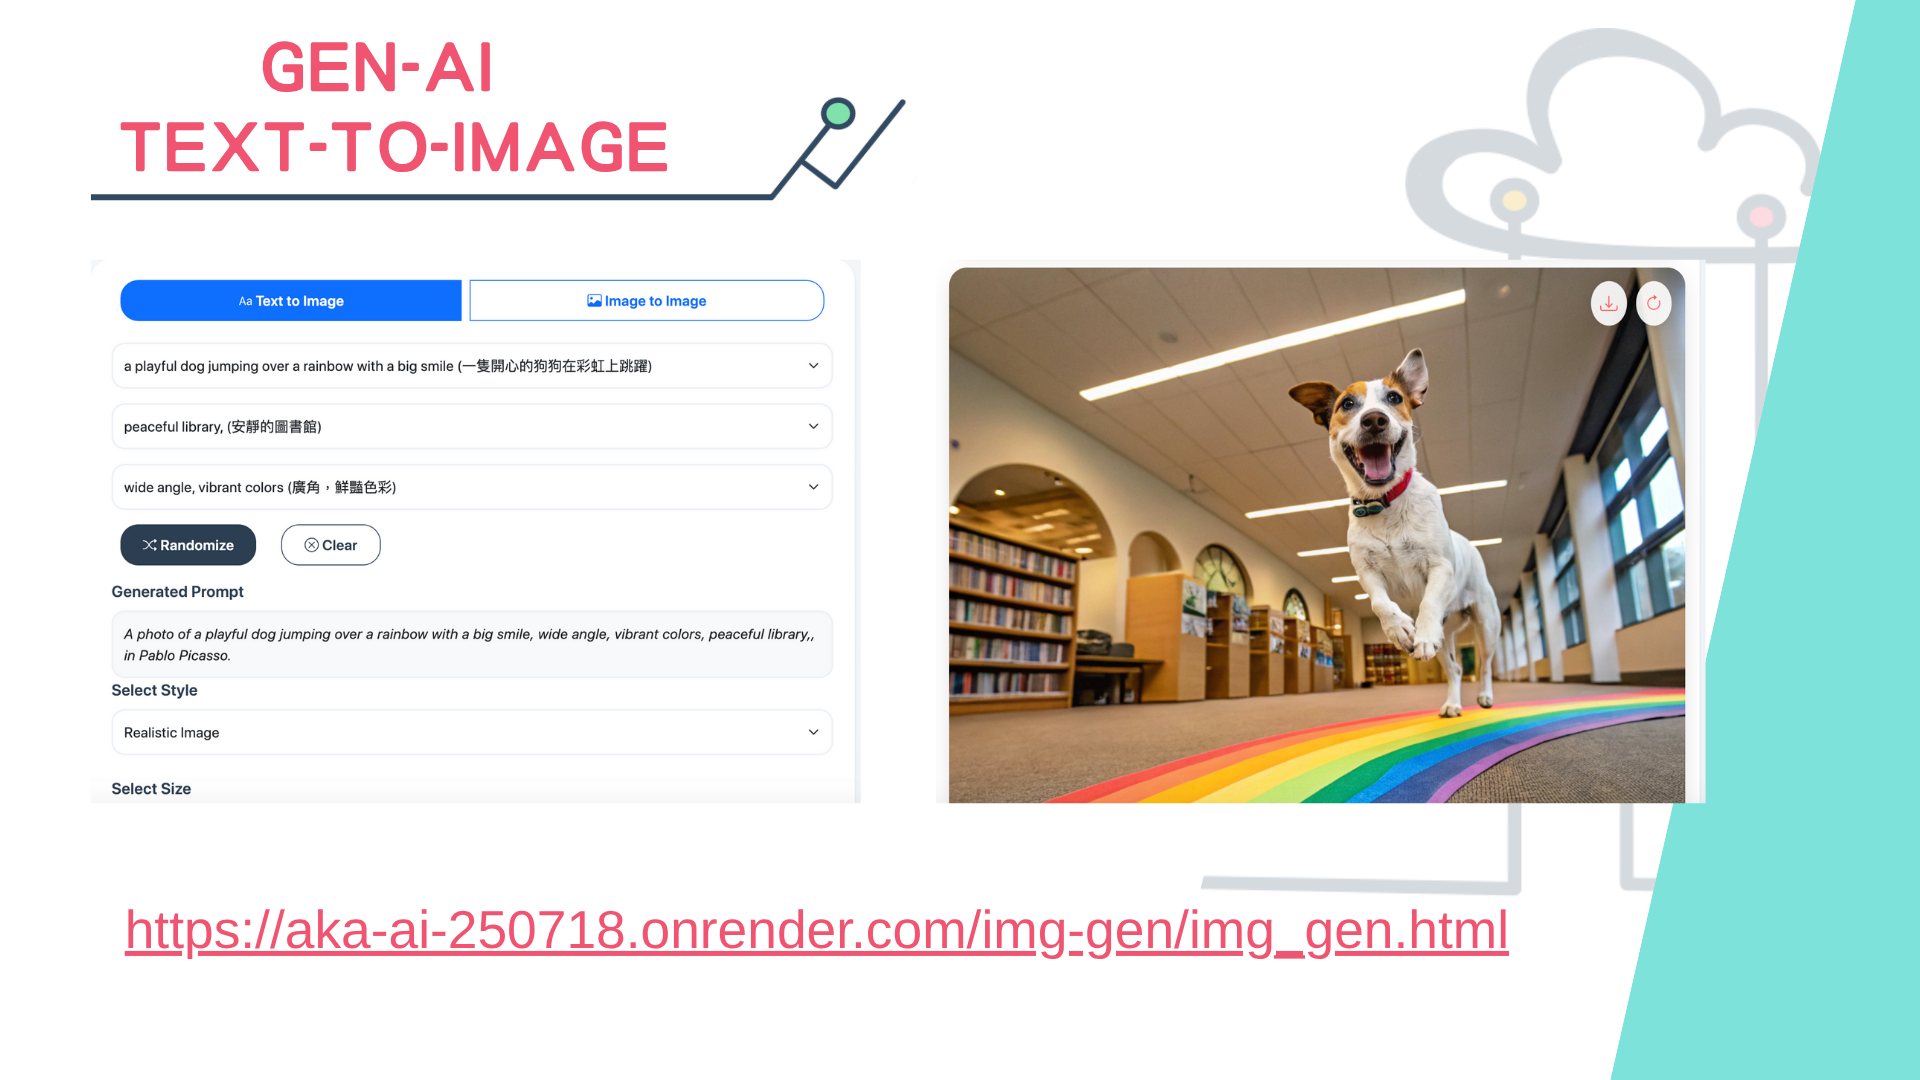 GEN-AI
TEXT-TO-IMAGE
Aa Text to Image
Image to Image
a playful dog jumping over a rainbow with a big smile (一隻開心的狗狗在彩虹上跳躍)
peaceful library, (安靜的圖書館)
wide angle, vibrant colors (廣角，鮮豔色彩)
Randomize
Clear
Generated Prompt
A photo of a playful dog jumping over a rainbow with a big smile, wide angle, vibrant colors, peaceful library,,
in Pablo Picasso.
Select Style
Realistic Image
Select Size
https://aka-ai-250718.onrender.com/img-gen/img_gen.html